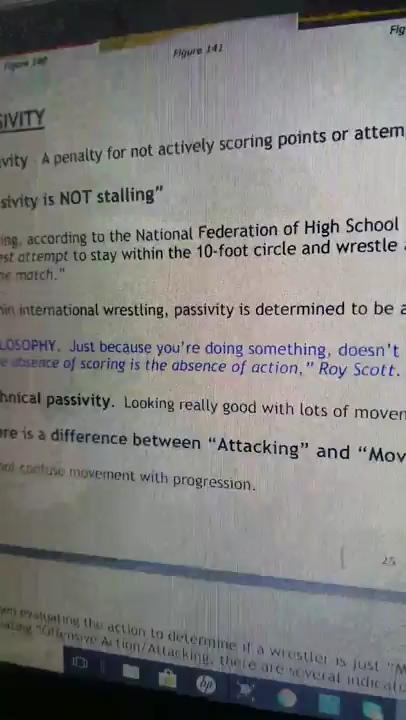 Figure 140
Figure 141
Fig
SIVITY
vity - A penalty for not actively scoring points or attem
sivity is NOT stalling”
ing, according to the National Federation of High School
est attempt to stay within the 10-foot circle and wrestle
he match."
hin international wrestling, passivity is determined to be a
LOSOPHY. Just because you're doing something, doesn't
e absence of scoring is the absence of action,” Roy Scott.
hnical passivity. Looking really good with lots of movem
ere is a difference between “Attacking” and “Mov
not confuse movement with progression.
25
en evaluating the action to determine if a wrestler is just “M
ating “Offensive Action/Attacking, there are several indicato
hp